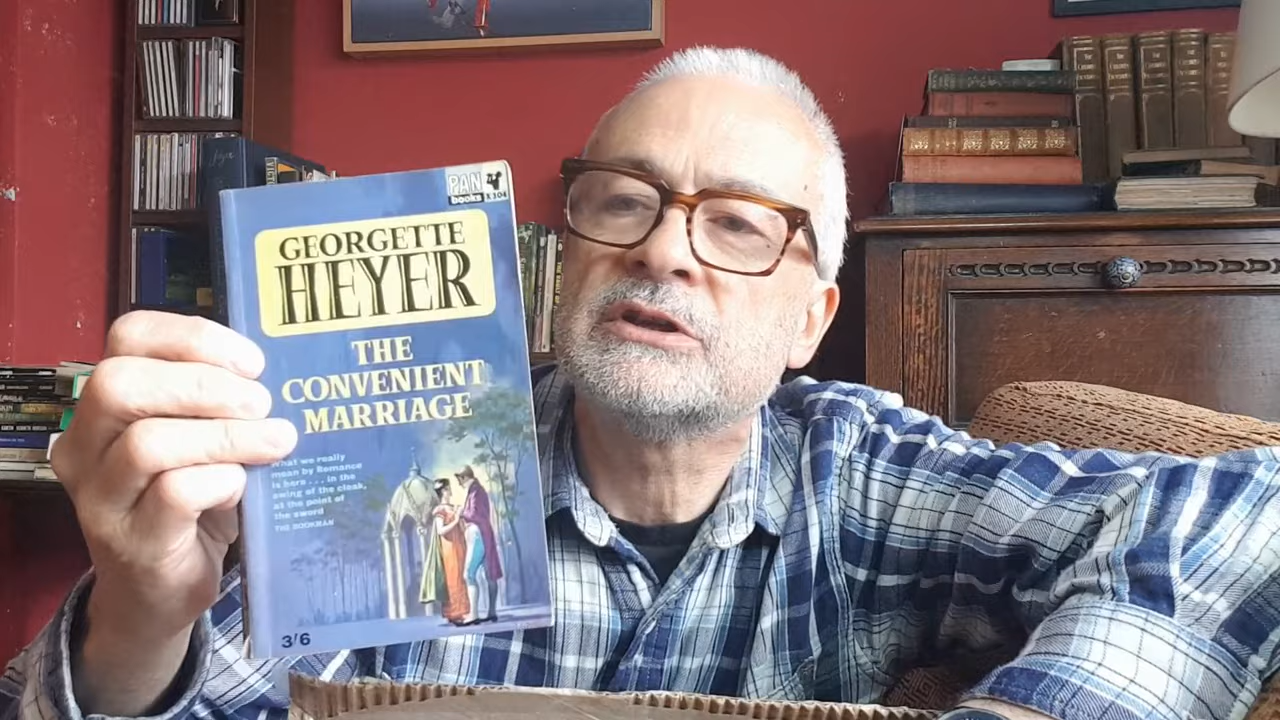 PAN
books X104
GEORGETTE
HEYER
THE
CONVENIENT
MARRIAGE
What we really
mean by Romance
is here . . . in the
swing of the cloak,
at the point of
the sword
THE BOOKMAN
3/6